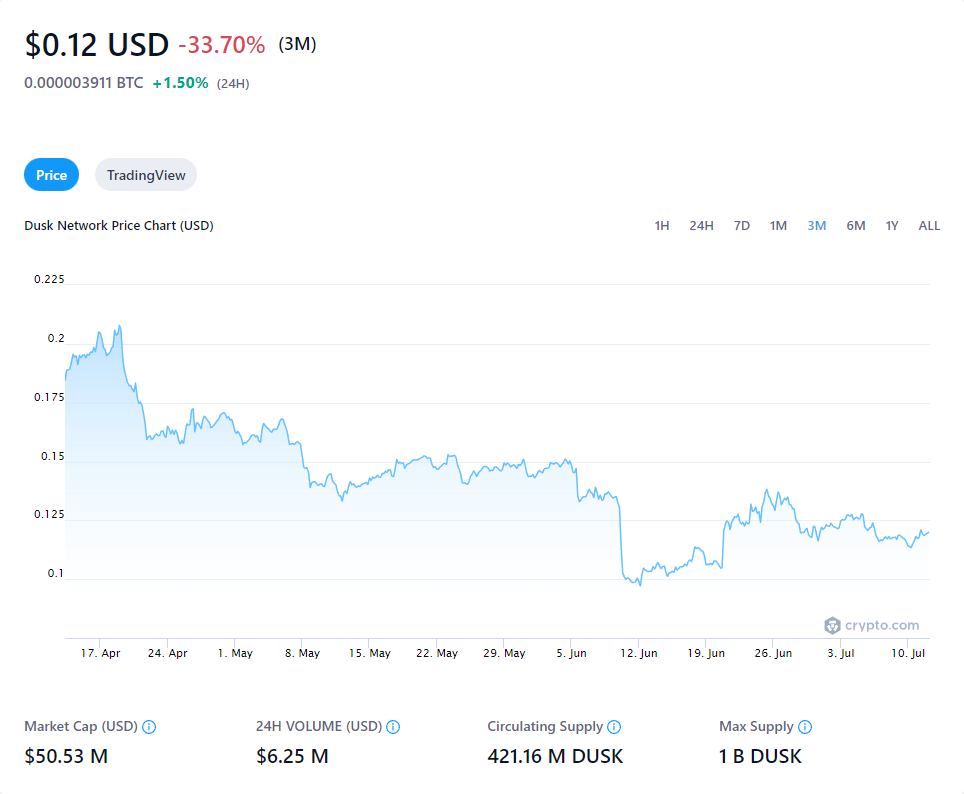 $0.12 USD -33.70% (3M)
0.000003911 BTC +1.50% (24H)
Price TradingView
Dusk Network Price Chart (USD) 1H 24H 7D 1M 3M 6M 1Y ALL
0.225
0.2
0.175
0.15
0.125
0.1
crypto.com
17. Apr 24. Apr 1. May 8. May 15. May 22. May 29. May 5. Jun 12. Jun 19. Jun 26. Jun 3. Jul 10. Jul
Market Cap (USD) 24H VOLUME (USD) Circulating Supply Max Supply
$50.53 M $6.25 M 421.16 M DUSK 1 B DUSK